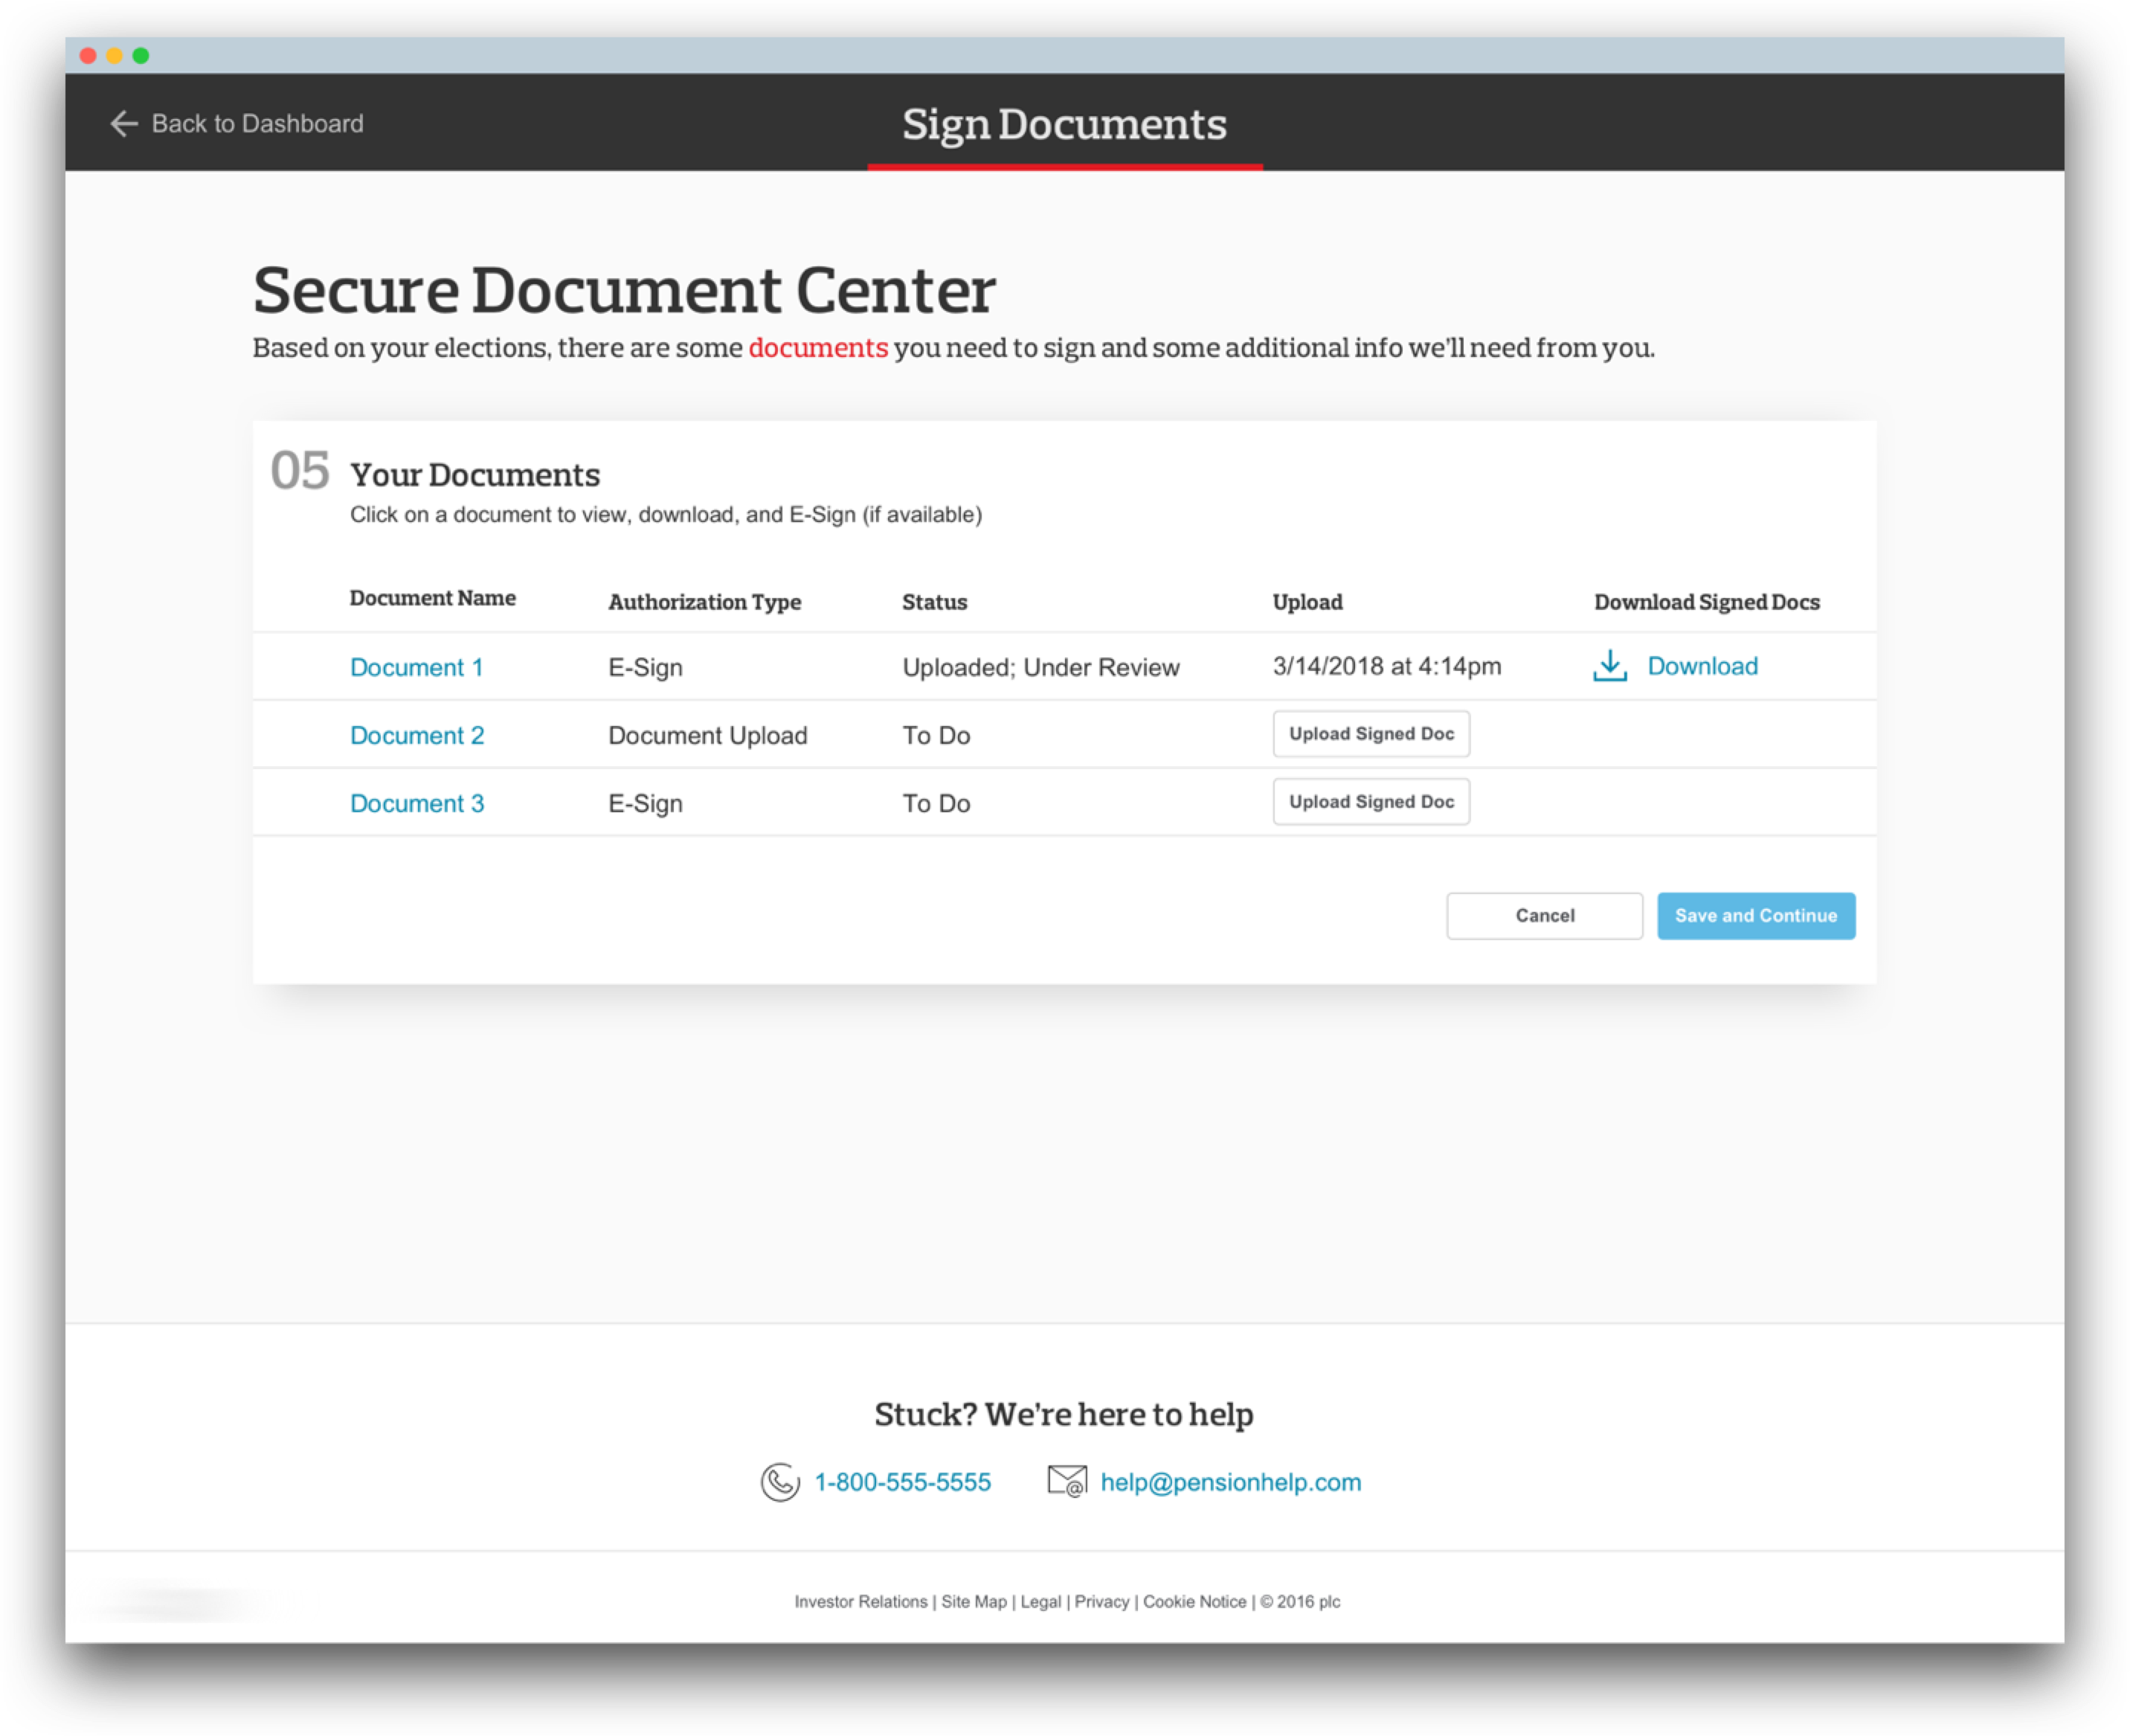 Back to Dashboard
Sign Documents
Secure Document Center
Based on your elections, there are some documents you need to sign and some additional info we'll need from you.
05 Your Documents
Click on a document to view, download, and E-Sign (if available)
Document Name Authorization Type Status Upload Download Signed Docs
Document 1 E-Sign Uploaded; Under Review 3/14/2018 at 4:14pm Download
Document 2 Document Upload To Do Upload Signed Doc
Document 3 E-Sign To Do Upload Signed Doc
Cancel Save and Continue
Stuck? We're here to help
1-800-555-5555 help@pensionhelp.com
Investor Relations | Site Map | Legal | Privacy | Cookie Notice | © 2016 plc